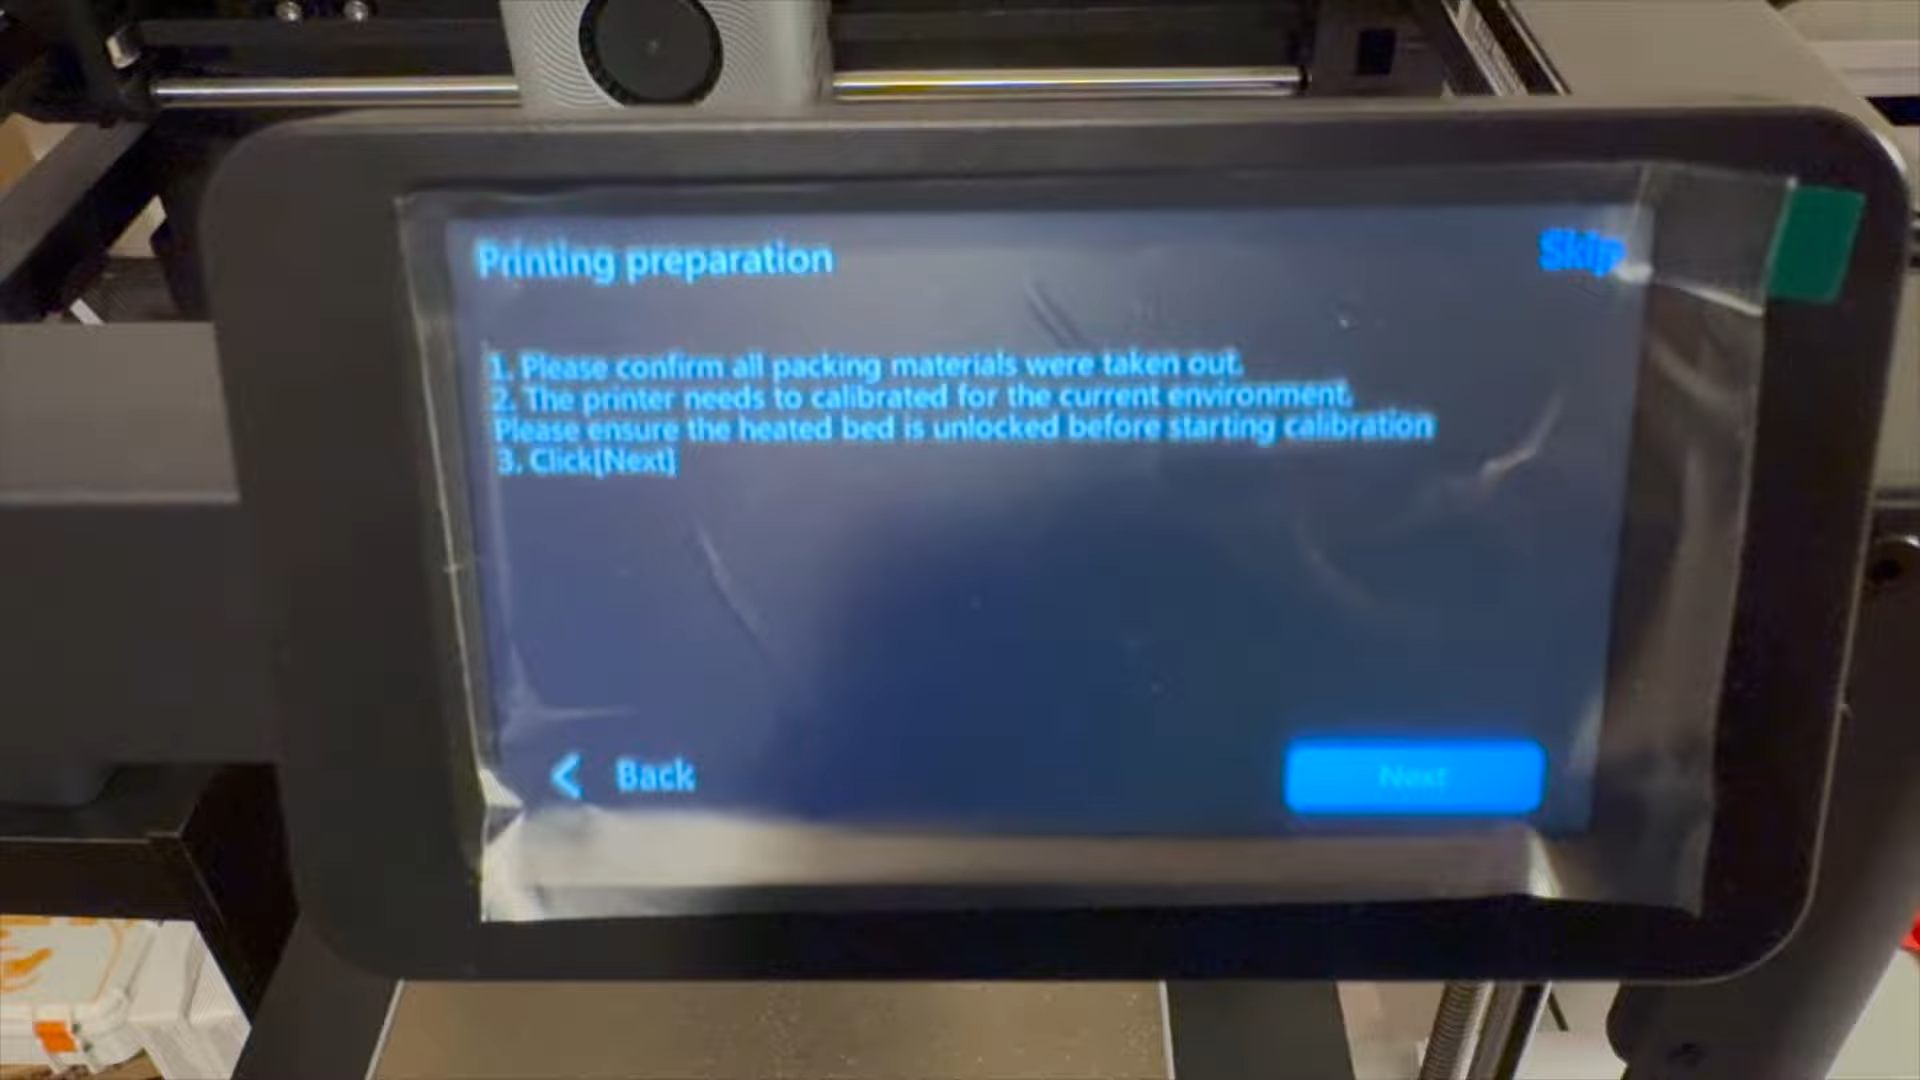 Printing preparation
Skip
1. Please confirm all packing materials were taken out.
2. The printer needs to calibrated for the current environment.
Please ensure the heated bed is unlocked before starting calibration
3. Click[Next]
Back
Next